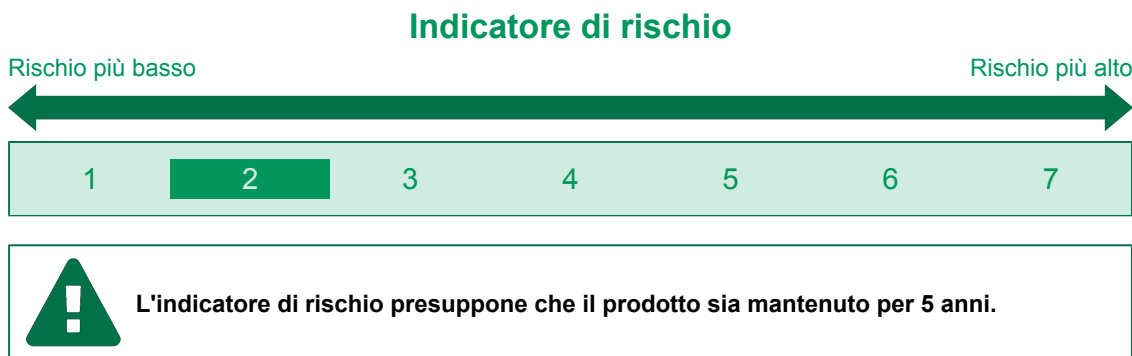 Indicatore di rischio
Rischio più basso Rischio più alto
1 2 3 4 5 6 7
L'indicatore di rischio presuppone che il prodotto sia mantenuto per 5 anni.